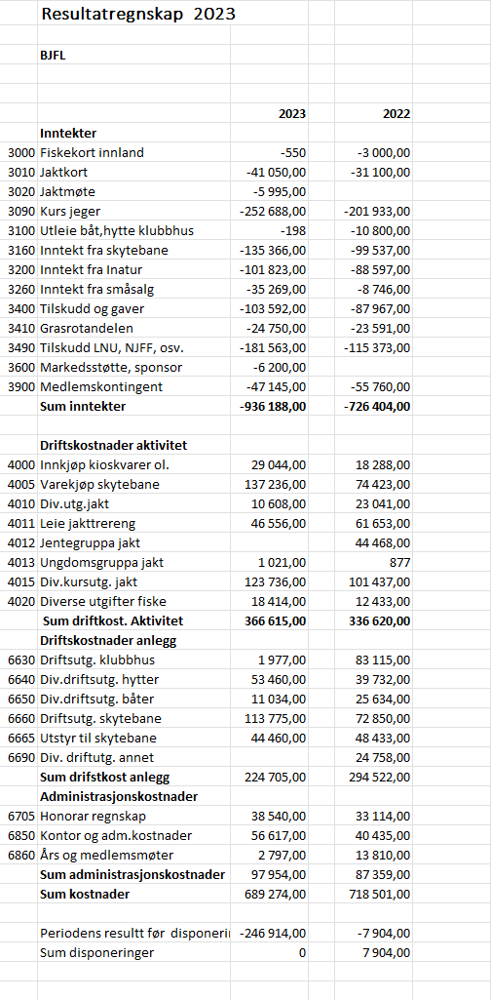 Resultatregnskap 2023
BJFL
2023 2022
Inntekter
3000 Fiskekort innland -550 -3 000,00
3010 Jaktkort -41 050,00 -31 100,00
3020 Jaktmøte -5 995,00
3090 Kurs jeger -252 688,00 -201 933,00
3100 Utleie båt,hytte klubbhus -198 -10 800,00
3160 Inntekt fra skytebane -135 366,00 -99 537,00
3200 Inntekt fra Inatur -101 823,00 -88 597,00
3260 Inntekt fra småsalg -35 269,00 -8 746,00
3400 Tilskudd og gaver -103 592,00 -87 967,00
3410 Grasrotandelen -24 750,00 -23 591,00
3490 Tilskudd LNU, NJFF, osv. -181 563,00 -115 373,00
3600 Markedsstøtte, sponsor -6 200,00
3900 Medlemskontingent -47 145,00 -55 760,00
Sum inntekter -936 188,00 -726 404,00
Driftskostnader aktivitet
4000 Innkjøp kioskvarer ol. 29 044,00 18 288,00
4005 Varekjøp skytebane 137 236,00 74 423,00
4010 Div.utg.jakt 10 608,00 23 041,00
4011 Leie jakttrereng 46 556,00 61 653,00
4012 Jentegruppa jakt 44 468,00
4013 Ungdomsgruppa jakt 1 021,00 877
4015 Div.kursutg. jakt 123 736,00 101 437,00
4020 Diverse utgifter fiske 18 414,00 12 433,00
Sum driftkost. Aktivitet 366 615,00 336 620,00
Driftskostnader anlegg
6630 Driftsutg. klubbhus 1 977,00 83 115,00
6640 Div.driftsutg. hytter 53 460,00 39 732,00
6650 Div.driftsutg. båter 11 034,00 25 634,00
6660 Driftsutg. skytebane 113 775,00 72 850,00
6665 Utstyr til skytebane 44 460,00 48 433,00
6690 Div. driftutg. annet 24 758,00
Sum drifstkost anlegg 224 705,00 294 522,00
Administrasjonskostnader
6705 Honorar regnskap 38 540,00 33 114,00
6850 Kontor og adm.kostnader 56 617,00 40 435,00
6860 Års og medlemsmøter 2 797,00 13 810,00
Sum administrasjonskostnader 97 954,00 87 359,00
Sum kostnader 689 274,00 718 501,00
Periodens resultt før disponeri -246 914,00 -7 904,00
Sum disponeringer 0 7 904,00